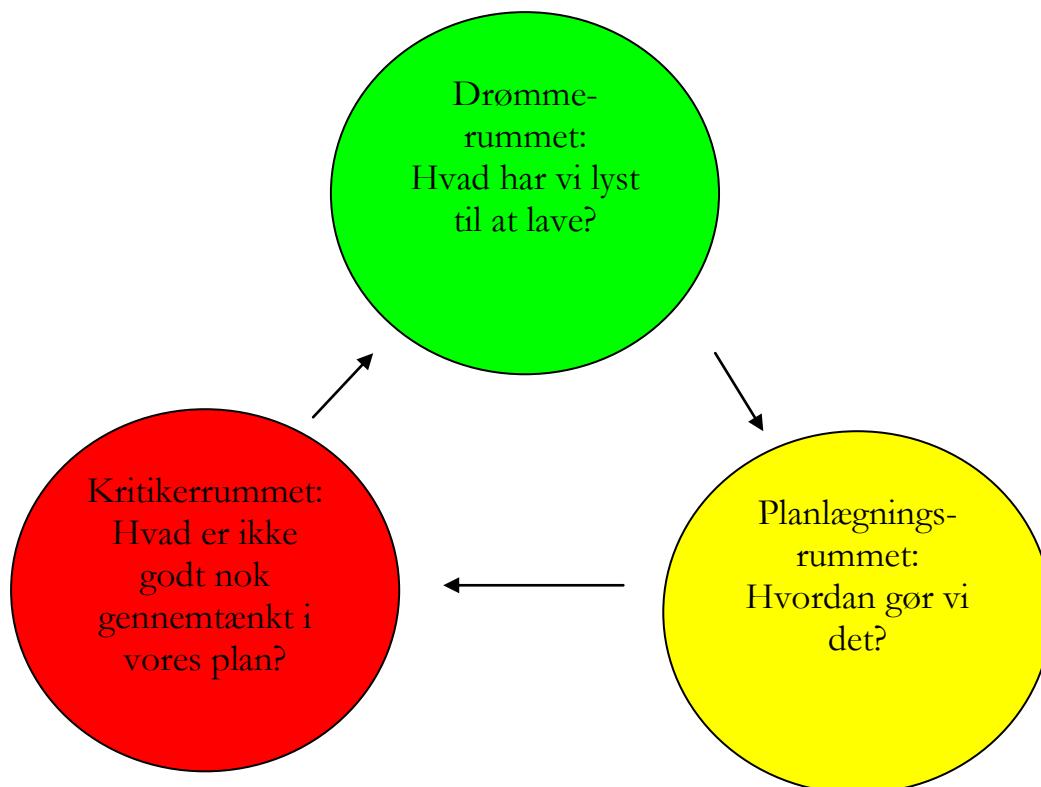 Drømme-
rummet:
Hvad har vi lyst
til at lave?
Planlægnings-
rummet:
Hvordan gør vi
det?
Kritikerrummet:
Hvad er ikke
godt nok
gennemtænkt i
vores plan?